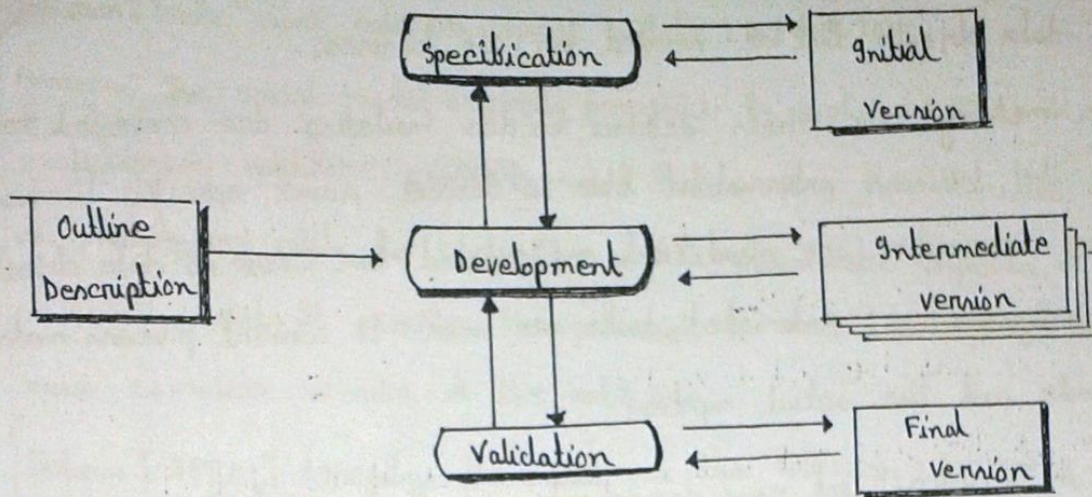 Specification
Initial
version
Outline
Description
Development
Intermediate
version
Validation
Final
version